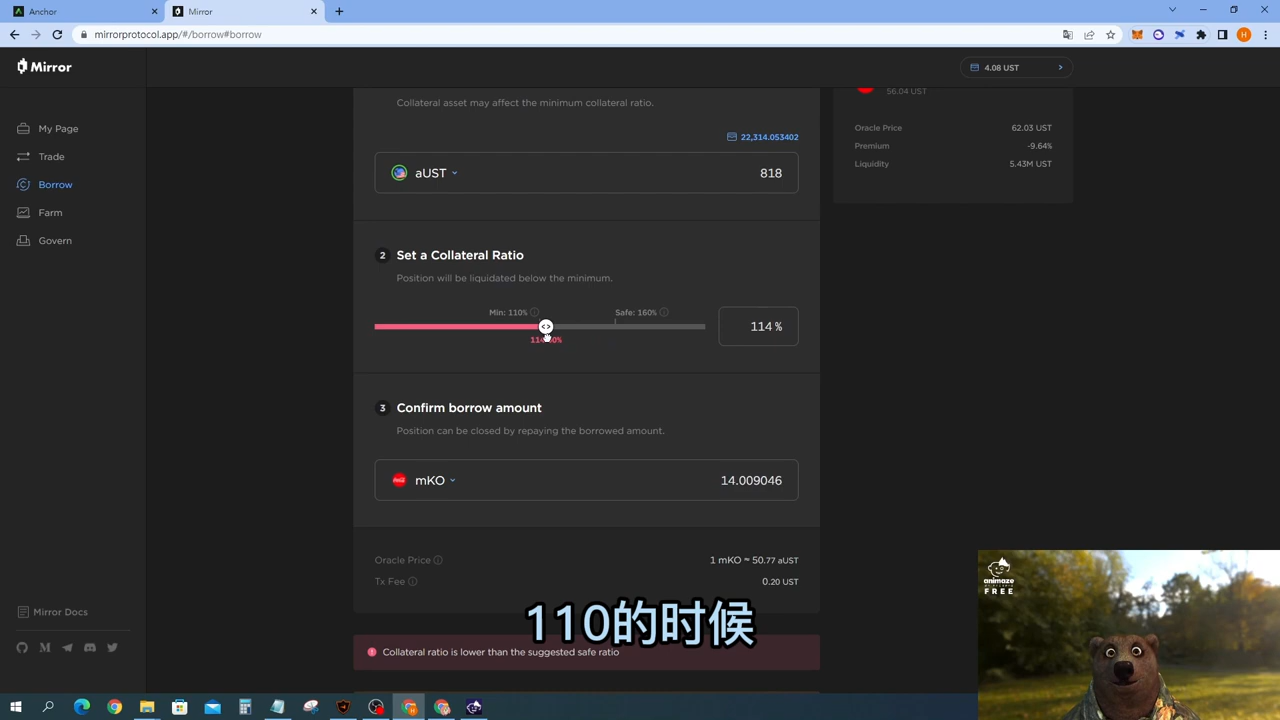 Anchor
Mirror
mirrorprotocol.app/#/borrow#borrow
H
Mirror
4.08 UST
My Page
Trade
Borrow
Farm
Govern
Collateral asset may affect the minimum collateral ratio.
22,314.053402
aUST
818
2 Set a Collateral Ratio
Position will be liquidated below the minimum.
Min: 110%
Safe: 160%
114 %
3 Confirm borrow amount
Position can be closed by repaying the borrowed amount.
mKO
14.009046
Oracle Price
1 mKO ≈ 50.77 aUST
Tx Fee
0.20 UST
Collateral ratio is lower than the suggested safe ratio
56.04 UST
Oracle Price
62.03 UST
Premium
-9.64%
Liquidity
5.43M UST
Mirror Docs
110的时候
animaze
FREE